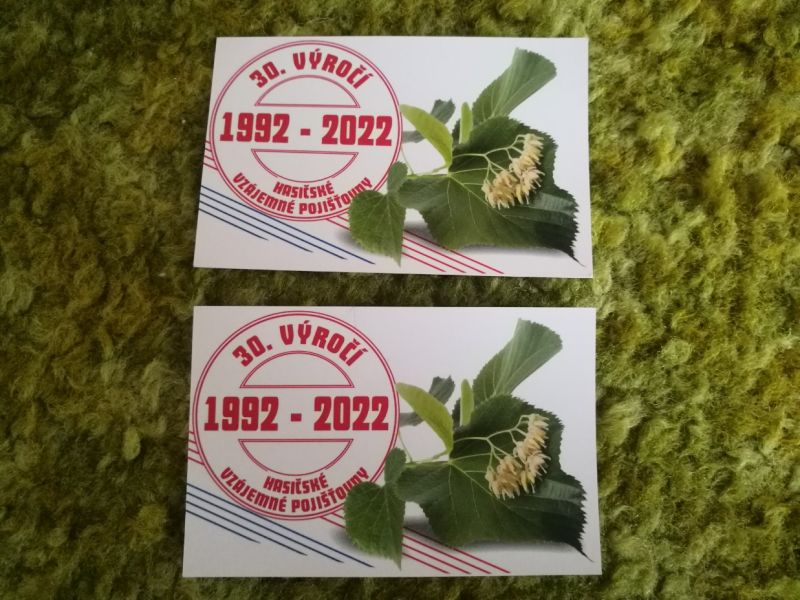 30. VÝROČÍ
1992 - 2022
HASIČSKÉ
VZÁJEMNÉ POJIŠŤOVNY
30. VÝROČÍ
1992 - 2022
HASIČSKÉ
VZÁJEMNÉ POJIŠŤOVNY